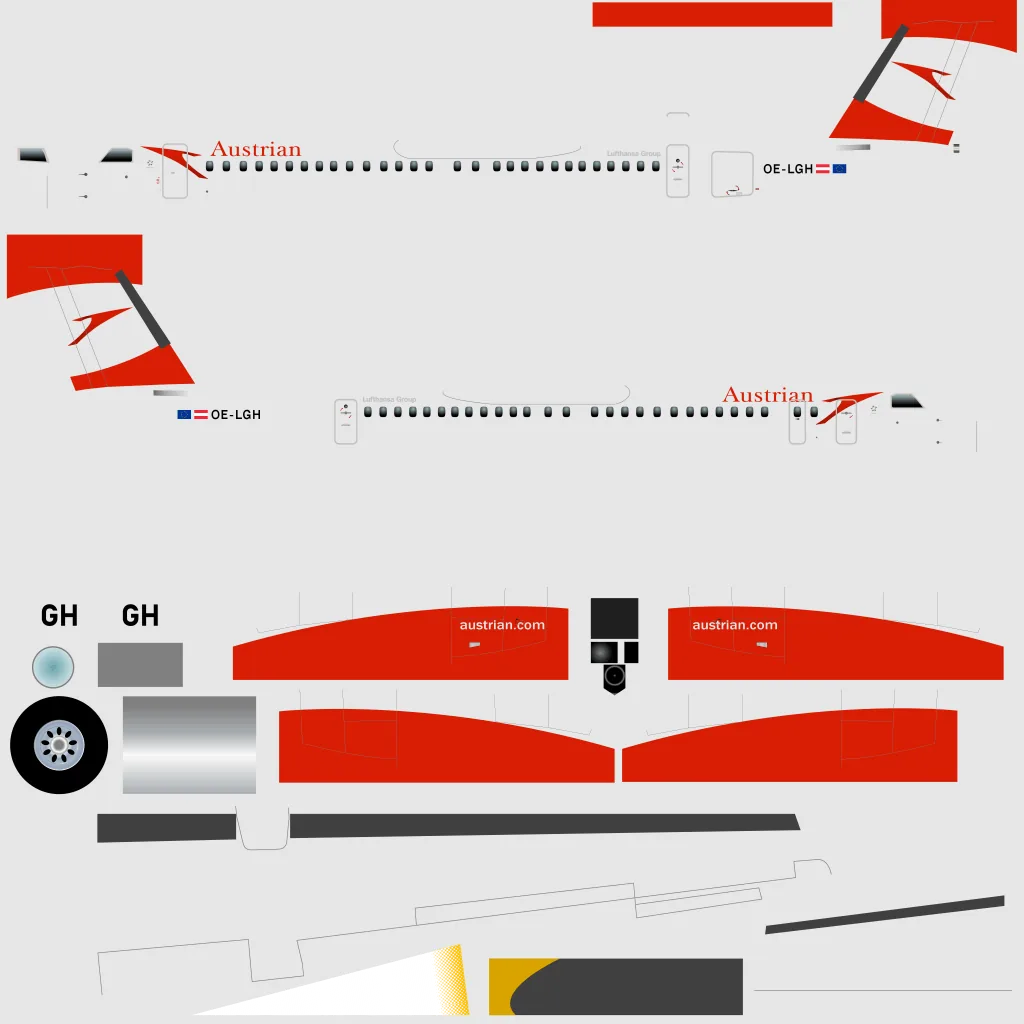 Austrian
Lufthansa Group
OE-LGH
Lufthansa Group
Austrian
OE-LGH
GH GH
austrian.com
austrian.com